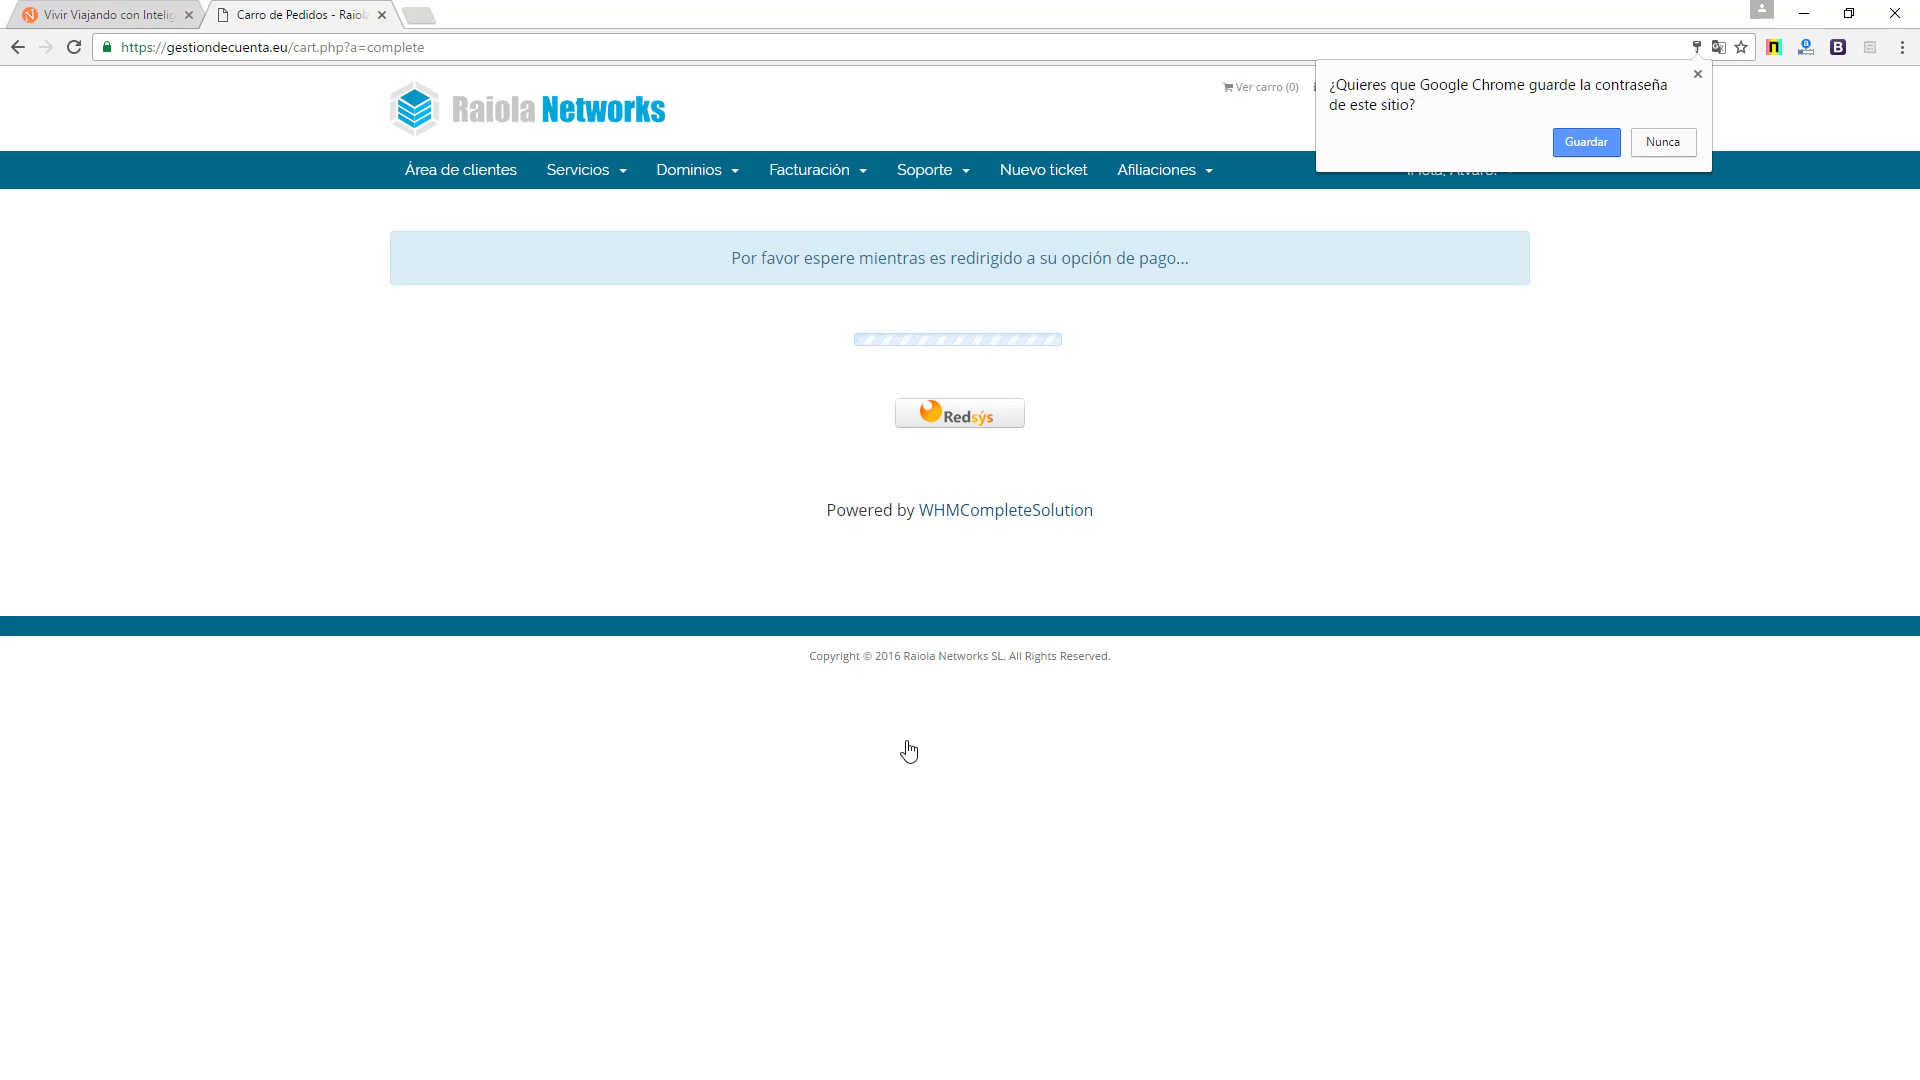 Vivir Viajando con Intelig
Carro de Pedidos - Raiol
https://gestiondecuenta.eu/cart.php?a=complete
¿Quieres que Google Chrome guarde la contraseña
de este sitio?
Guardar
Nunca
Raiola Networks
Ver carro (0)
Área de clientes
Servicios
Dominios
Facturación
Soporte
Nuevo ticket
Afiliaciones
Por favor espere mientras es redirigido a su opción de pago...
Redsýs
Powered by WHMCompleteSolution
Copyright © 2016 Raiola Networks SL. All Rights Reserved.